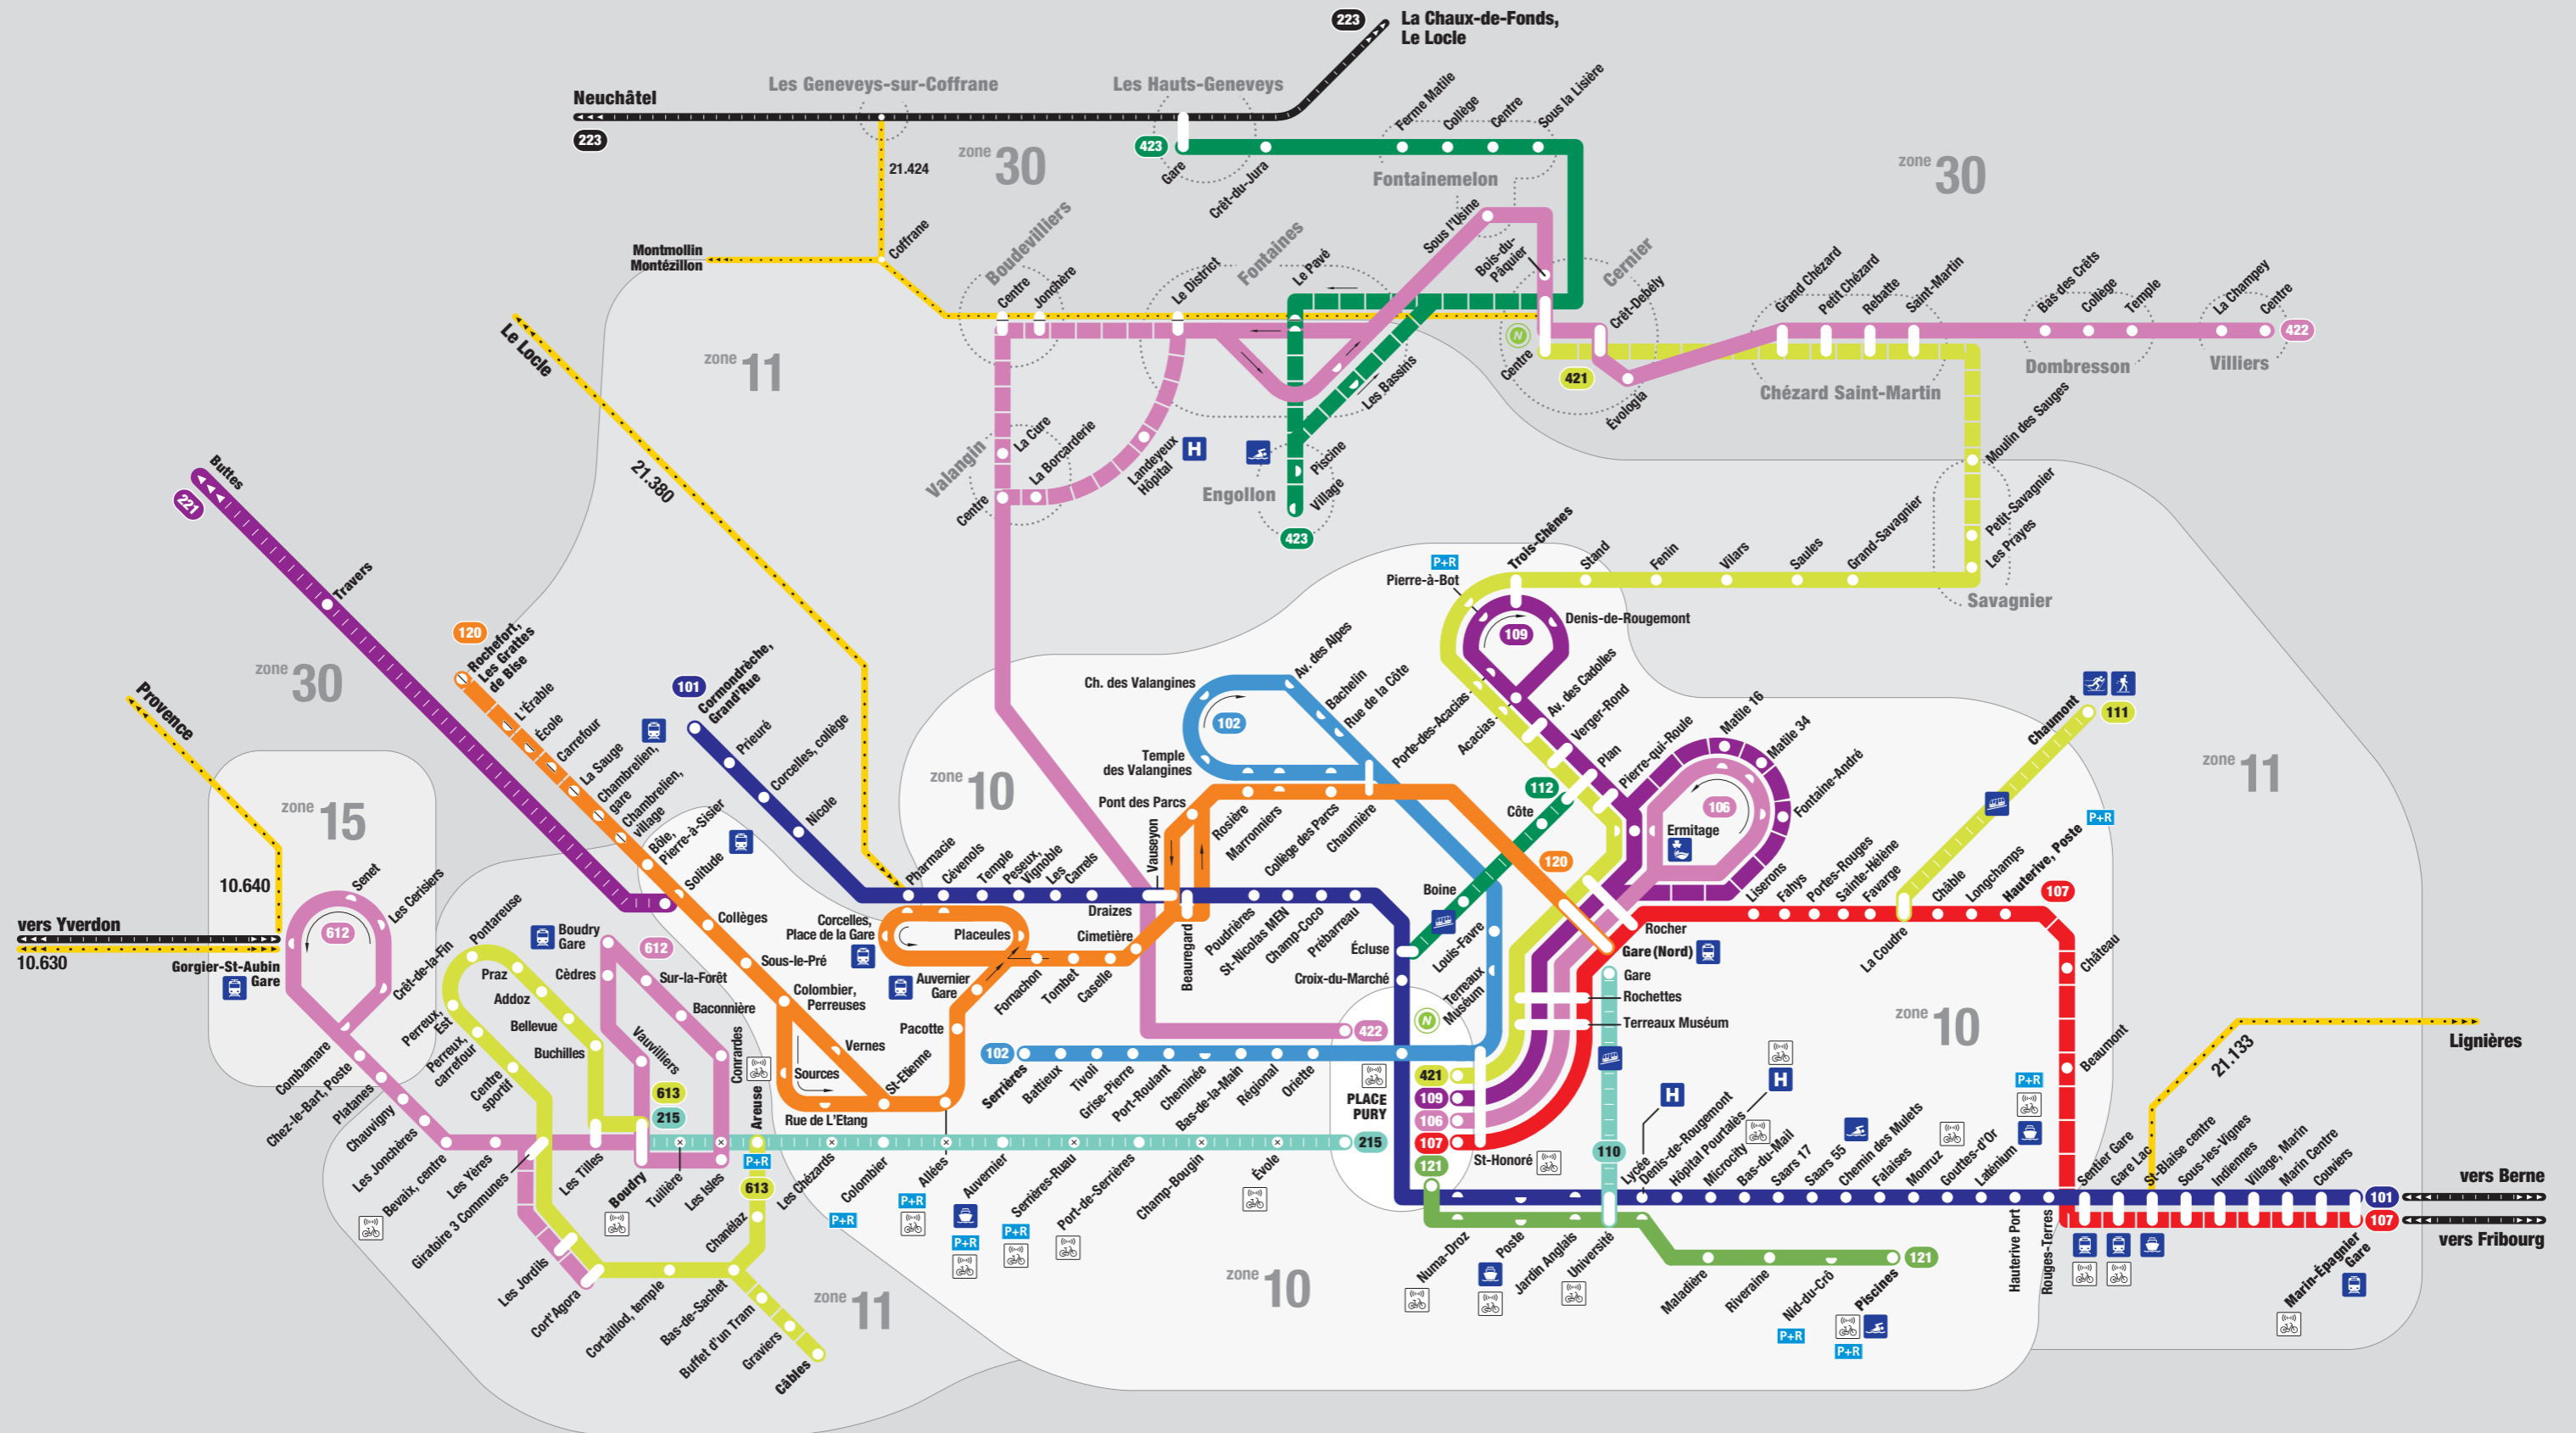 223
La Chaux-de-Fonds,
Le Locle
Neuchâtel
223
Les Geneveys-sur-Coffrane
Les Hauts-Geneveys
423
Gare
Crêt-du-Jura
Ferme Matile
Collège
Centre
Sous la Lisière
Fontainemelon
zone 30
zone 30
21.424
Coffrane
Montmollin
Montézillon
Boudevilliers
Centre
Jonchère
Le District
Fontaines
Le Pavé
Sous l'Usine
Bois-du-
Pâquier
Cernier
Crêt-Debély
N
Centre
421
Évologia
Les Bassins
Grand Chézard
Petit Chézard
Rebatte
Saint-Martin
Chézard Saint-Martin
Bas des Crêts
Collège
Temple
Dombresson
La Champey
Centre
422
Villiers
Le Locle
zone 11
21.380
Valangin
La Cure
La Borcarderie
Centre
Landeyeux
Hôpital
H
Engollon
Piscine
Village
423
Moulin des Sauges
Petit-Savagnier
Les Prayes
Savagnier
Buttes
221
Travers
zone 30
P+R
Pierre-à-Bot
Trois-Chênes
Stand
Fenin
Vilars
Saules
Grand-Savagnier
Denis-de-Rougemont
109
Porte-des-Acacias
Acacias
Av. des Cadolles
Verger-Rond
Plan
Pierre-qui-Roule
Matile 16
Matile 34
Fontaine-André
106
Ermitage
120
Rochefort,
Les Grattes
de Bise
L'Érable
École
Carrefour
La Sauge
Chambrelien,
gare
Chambrelien,
village
Bôle,
Pierre-à-Sisier
Solitude
Collèges
Sous-le-Pré
Colombier,
Perreuses
Vernes
Sources
Rue de L'Etang
St-Etienne
Pacotte
Auvernier
Gare
101
Cormondrèche,
Grand'Rue
Prieuré
Corcelles, collège
Nicole
Pharmacie
Cévenols
Temple
Peseux,
Vignoble
Les
Carrels
Draizes
Vauseyon
Beauregard
Poudrières
St-Nicolas MEN
Champ-Coco
Prébarreau
Écluse
Croix-du-Marché
Corcelles,
Place de la Gare
Placeules
Cimetière
Fornachon
Tombet
Caselle
zone 10
Ch. des Valangines
Av. des Alpes
Bachelin
Rue de la Côte
102
Temple
des Valangines
Pont des Parcs
Rosière
Marronniers
Collège des Parcs
Chaumière
112
Côte
Boine
120
Louis-Favre
Terreaux
Muséum
Rocher
Gare (Nord)
Gare
Rochettes
Terreaux Muséum
Liserons
Fahys
Portes-Rouges
Sainte-Hélène
Favarge
La Coudre
Châble
Longchamps
Hauterive, Poste
P+R
107
Chaumont
111
zone 11
Château
Beaumont
zone 10
Provence
zone 15
10.640
vers Yverdon
10.630
Gorgier-St-Aubin
Gare
612
Senet
Les Cerisiers
Combamare
Chez-le-Bart, Poste
Platanes
Chauvigny
Les Jonchères
Bevaix, centre
Les Yères
Giratoire 3 Communes
Les Jordils
Cort'Agora
Crêt-de-la-Fin
Pontareuse
Praz
Addoz
Bellevue
Buchilles
Perreux,
Est
Perreux,
carrefour
Centre
sportif
Boudry
Gare
612
Cèdres
Sur-la-Forêt
Baconnière
Vauvilliers
Conrardes
613
215
Les Tilles
Boudry
Tuilière
Les Isles
Areuse
P+R
613
Chanélaz
Cortaillod, temple
Bas-de-Sachet
Buffet d'un Tram
Graviers
Câbles
zone 11
Les Chézards
P+R
Colombier
Allées
P+R
Auvernier
P+R
Serrières-Ruau
P+R
Port-de-Serrières
Champ-Bougin
Évole
215
102
Serrières
Battieux
Tivoli
Grise-Pierre
Port-Roulant
Cheminée
Bas-de-la-Main
Régional
Oriette
422
N
PLACE
PURY
421
109
106
107
121
St-Honoré
110
Numa-Droz
Poste
Jardin Anglais
Université
zone 10
Lycée
Denis-de-Rougemont
H
Hôpital Pourtalès
H
Microcity
Bas-du-Mail
Saars 17
Saars 55
Chemin des Mulets
Falaises
Monruz
Gouttes-d'Or
Laténium
P+R
Hauterive Port
Rouges-Terres
Maladière
Riveraine
Nid-du-Crô
P+R
Piscines
P+R
121
Sentier Gare
Gare Lac
St-Blaise centre
Sous-les-Vignes
Indiennes
Village, Marin
Marin Centre
Couviers
Marin-Épagnier
Gare
101
107
vers Berne
vers Fribourg
21.133
Lignières